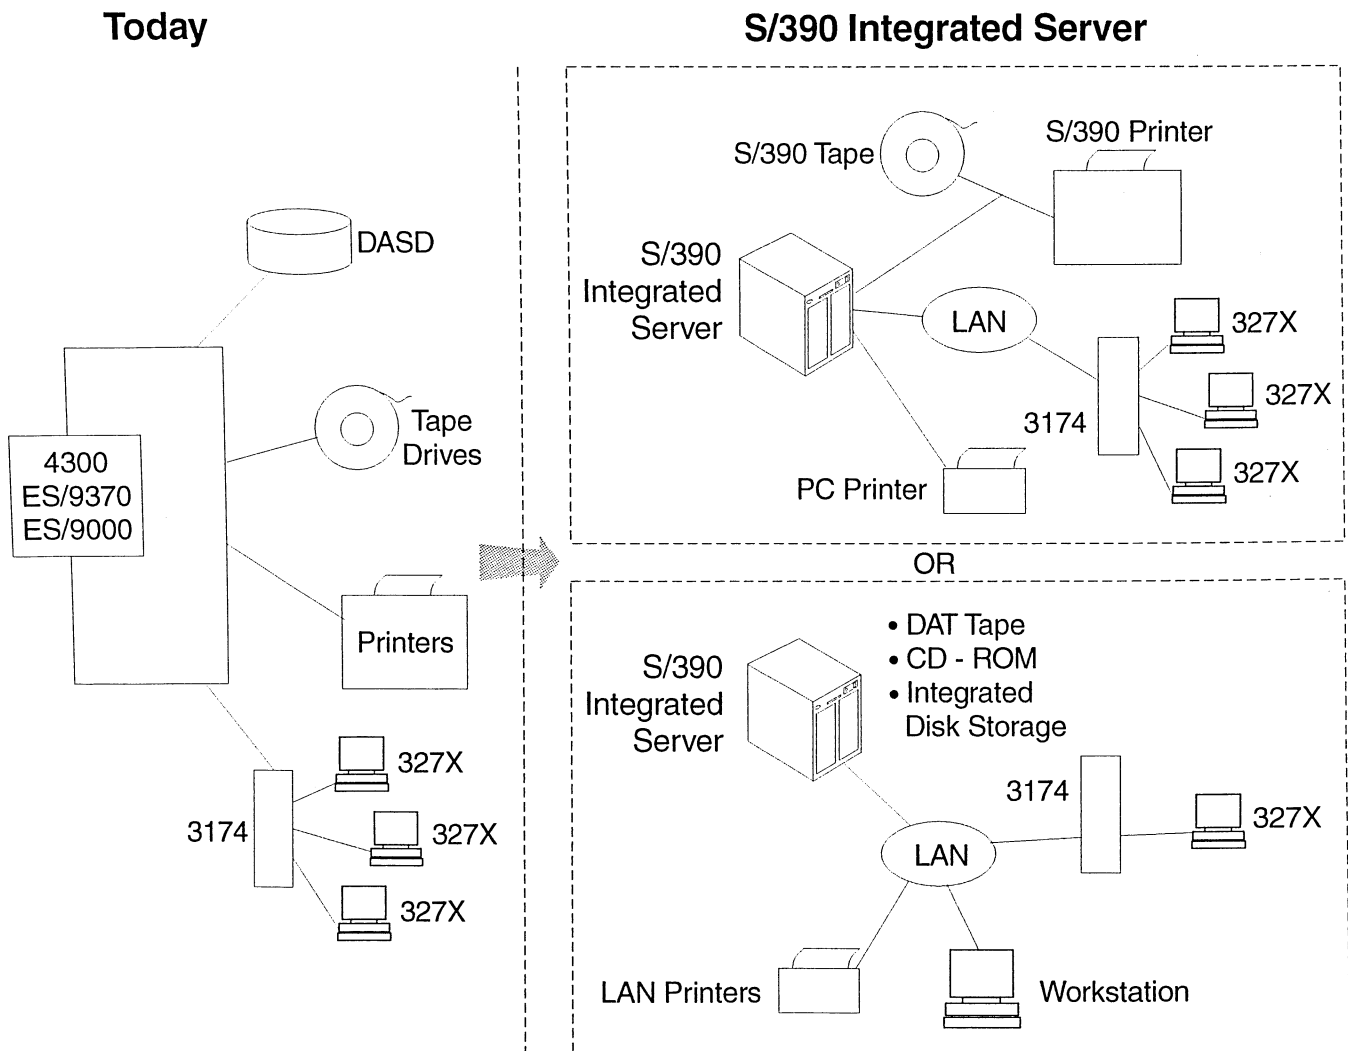 Today
DASD
Tape
Drives
4300
ES/9370
ES/9000
Printers
327X
3174
327X
327X
S/390 Integrated Server
S/390 Tape
S/390 Printer
S/390
Integrated
Server
LAN
327X
327X
3174
327X
PC Printer
OR
S/390
Integrated
Server
• DAT Tape
• CD - ROM
• Integrated
Disk Storage
3174
327X
LAN
LAN Printers
Workstation